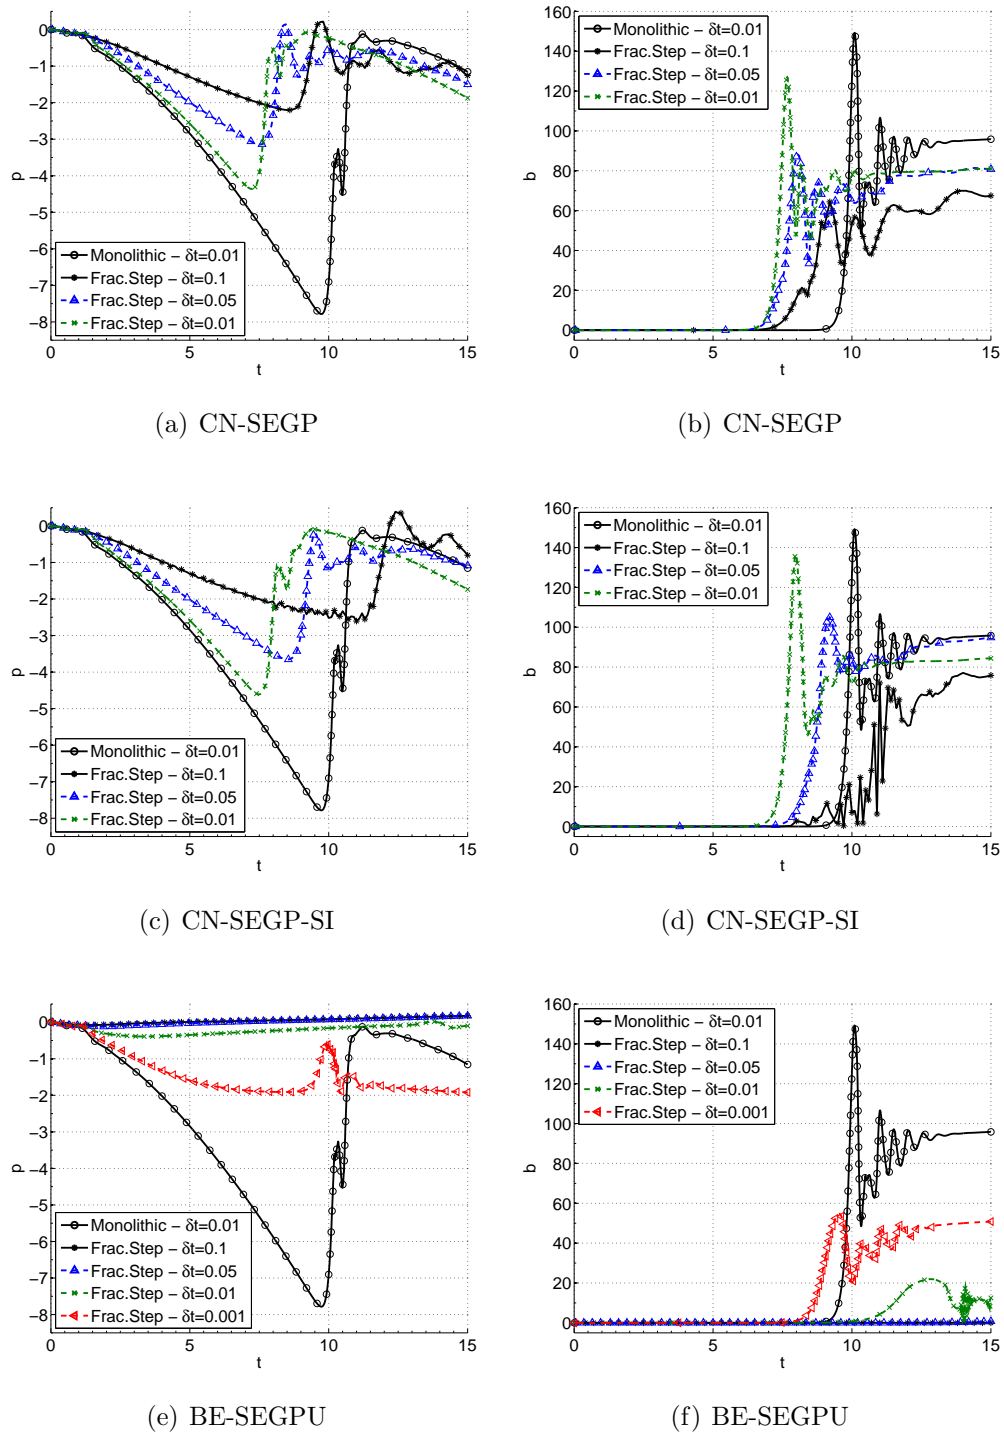 0
−1
−2
−3
−4
−5
−6
−7
−8
p
0
5
10
15
t
Monolithic − δt=0.01
Frac.Step − δt=0.1
Frac.Step − δt=0.05
Frac.Step − δt=0.01
(a) CN-SEGP
160
140
120
100
80
60
40
20
0
b
0
5
10
15
t
Monolithic − δt=0.01
Frac.Step − δt=0.1
Frac.Step − δt=0.05
Frac.Step − δt=0.01
(b) CN-SEGP
0
−1
−2
−3
−4
−5
−6
−7
−8
p
0
5
10
15
t
Monolithic − δt=0.01
Frac.Step − δt=0.1
Frac.Step − δt=0.05
Frac.Step − δt=0.01
(c) CN-SEGP-SI
160
140
120
100
80
60
40
20
0
b
0
5
10
15
t
Monolithic − δt=0.01
Frac.Step − δt=0.1
Frac.Step − δt=0.05
Frac.Step − δt=0.01
(d) CN-SEGP-SI
0
−1
−2
−3
−4
−5
−6
−7
−8
p
0
5
10
15
t
Monolithic − δt=0.01
Frac.Step − δt=0.1
Frac.Step − δt=0.05
Frac.Step − δt=0.01
Frac.Step − δt=0.001
(e) BE-SEGPU
160
140
120
100
80
60
40
20
0
b
0
5
10
15
t
Monolithic − δt=0.01
Frac.Step − δt=0.1
Frac.Step − δt=0.05
Frac.Step − δt=0.01
Frac.Step − δt=0.001
(f) BE-SEGPU